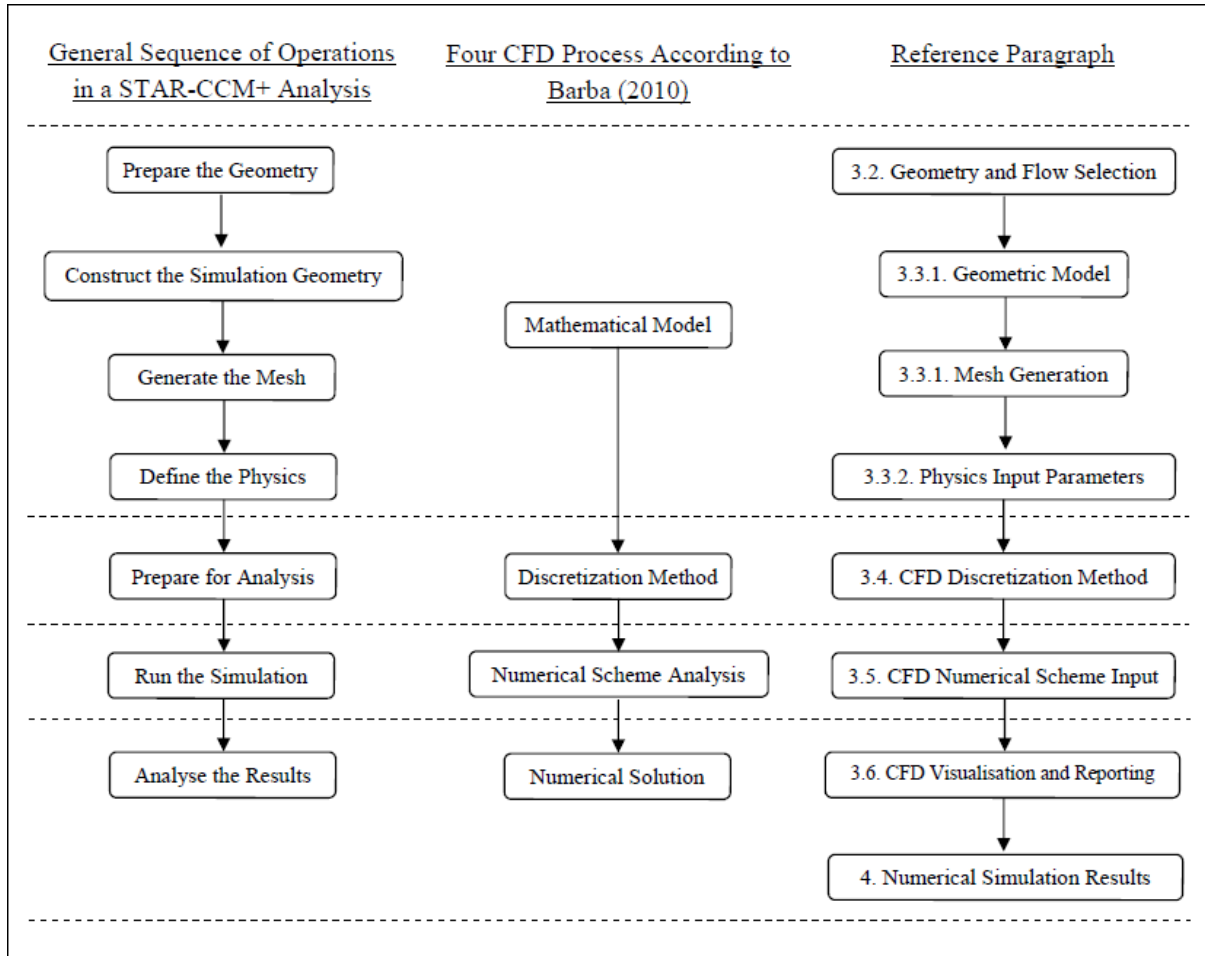 General Sequence of Operations
in a STAR-CCM+ Analysis
Four CFD Process According to
Barba (2010)
Reference Paragraph
Prepare the Geometry
3.2. Geometry and Flow Selection
Construct the Simulation Geometry
3.3.1. Geometric Model
Mathematical Model
Generate the Mesh
3.3.1. Mesh Generation
Define the Physics
3.3.2. Physics Input Parameters
Prepare for Analysis
Discretization Method
3.4. CFD Discretization Method
Run the Simulation
Numerical Scheme Analysis
3.5. CFD Numerical Scheme Input
Analyse the Results
Numerical Solution
3.6. CFD Visualisation and Reporting
4. Numerical Simulation Results